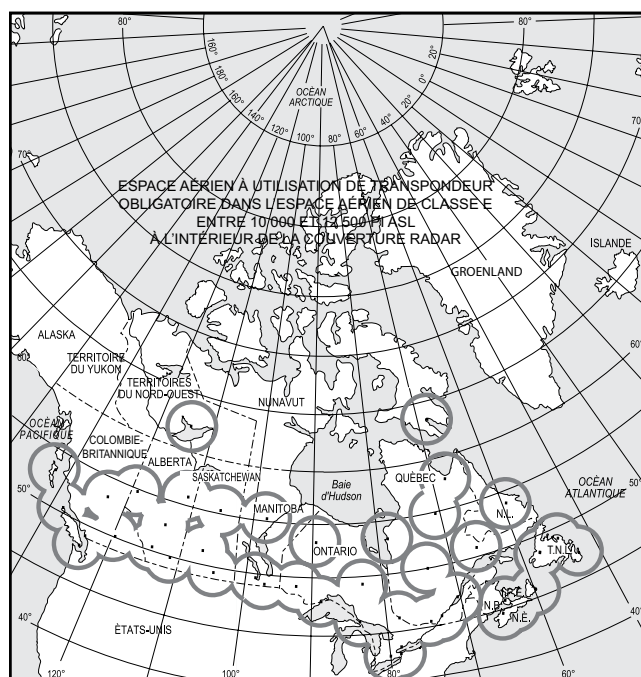 80°
80°
160°
180°
160°
140°
120°
100°
80°
60°
40°
20°
0°
20°
OCÉAN
ARCTIQUE
80°
70°
70°
ESPACE AÉRIEN À UTILISATION DE TRANSPONDEUR
OBLIGATOIRE DANS L'ESPACE AÉRIEN DE CLASSE E
ENTRE 10 000 ET 12 500 PI ASL
À L'INTÉRIEUR DE LA COUVERTURE RADAR
ISLANDE
GROENLAND
ALASKA
60°
60°
TERRITOIRE
DU YUKON
TERRITOIRES
DU NORD-OUEST
NUNAVUT
OCÉAN
PACIFIQUE
COLOMBIE-
BRITANNIQUE
ALBERTA
SASKATCHEWAN
MANITOBA
Baie
d'Hudson
QUÉBEC
OCÉAN
ATLANTIQUE
50°
50°
N.L.
ONTARIO
T.N.
N.B.
N.É.
ÉTATS-UNIS
40°
40°
120°
100°
80°
60°